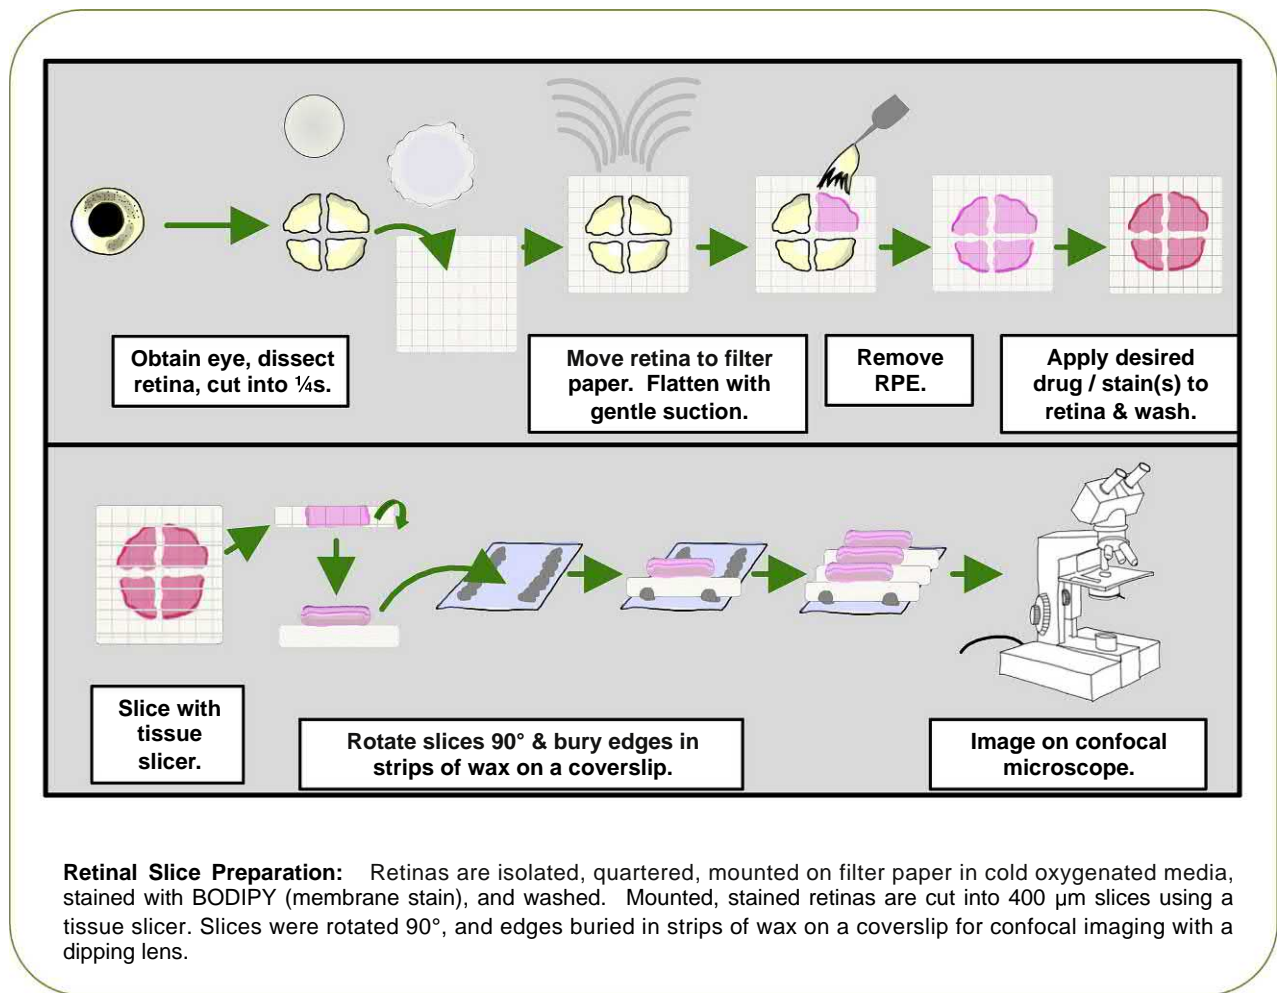 Obtain eye, dissect
retina, cut into ¼s.
Move retina to filter
paper. Flatten with
gentle suction.
Remove
RPE.
Apply desired
drug / stain(s) to
retina & wash.
Slice with
tissue
slicer.
Rotate slices 90° & bury edges in
strips of wax on a coverslip.
Image on confocal
microscope.
Retinal Slice Preparation: Retinas are isolated, quartered, mounted on filter paper in cold oxygenated media,
stained with BODIPY (membrane stain), and washed. Mounted, stained retinas are cut into 400 µm slices using a
tissue slicer. Slices were rotated 90°, and edges buried in strips of wax on a coverslip for confocal imaging with a
dipping lens.